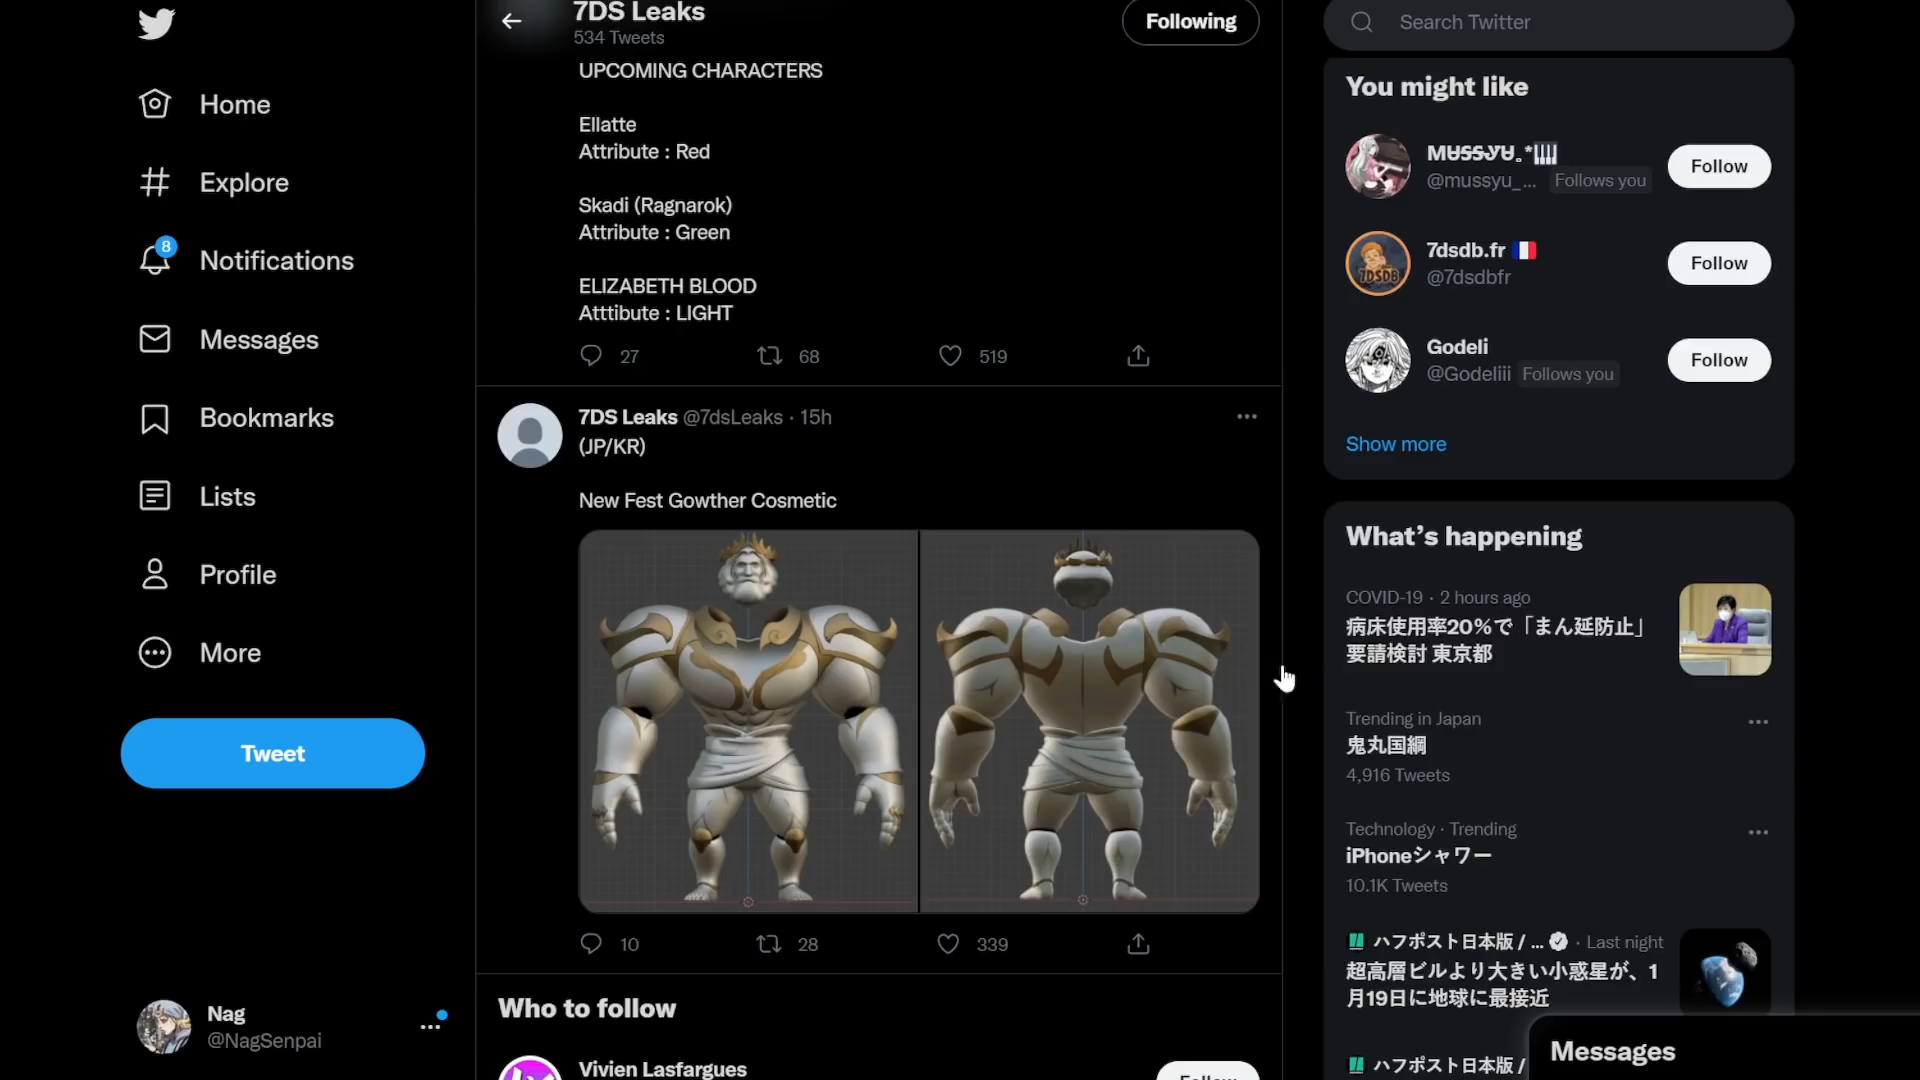 Home
Explore
8
Notifications
Messages
Bookmarks
Lists
Profile
More
Tweet
Nag
@NagSenpai
7DS Leaks
534 Tweets
Following
UPCOMING CHARACTERS
Ellatte
Attribute : Red
Skadi (Ragnarok)
Attribute : Green
ELIZABETH BLOOD
Atttibute : LIGHT
27
68
519
7DS Leaks @7dsLeaks · 15h
(JP/KR)
New Fest Gowther Cosmetic
10
28
339
Who to follow
Vivien Lasfargues
Follow
Search Twitter
You might like
M̶U̶S̶S̶Y̶U̶｡*🎹
@mussyu_... Follows you
Follow
7dsdb.fr 🇫🇷
@7dsdbfr
Follow
7DSDB
Godeli
@Godeliii Follows you
Follow
Show more
What's happening
COVID-19 · 2 hours ago
病床使用率20%で「まん延防止」
要請検討 東京都
Trending in Japan
鬼丸国綱
4,916 Tweets
Technology · Trending
iPhoneシャワー
10.1K Tweets
ハフポスト日本版 / ... · Last night
超高層ビルより大きい小惑星が、1
月19日に地球に最接近
ハフポスト日本版 /
Messages